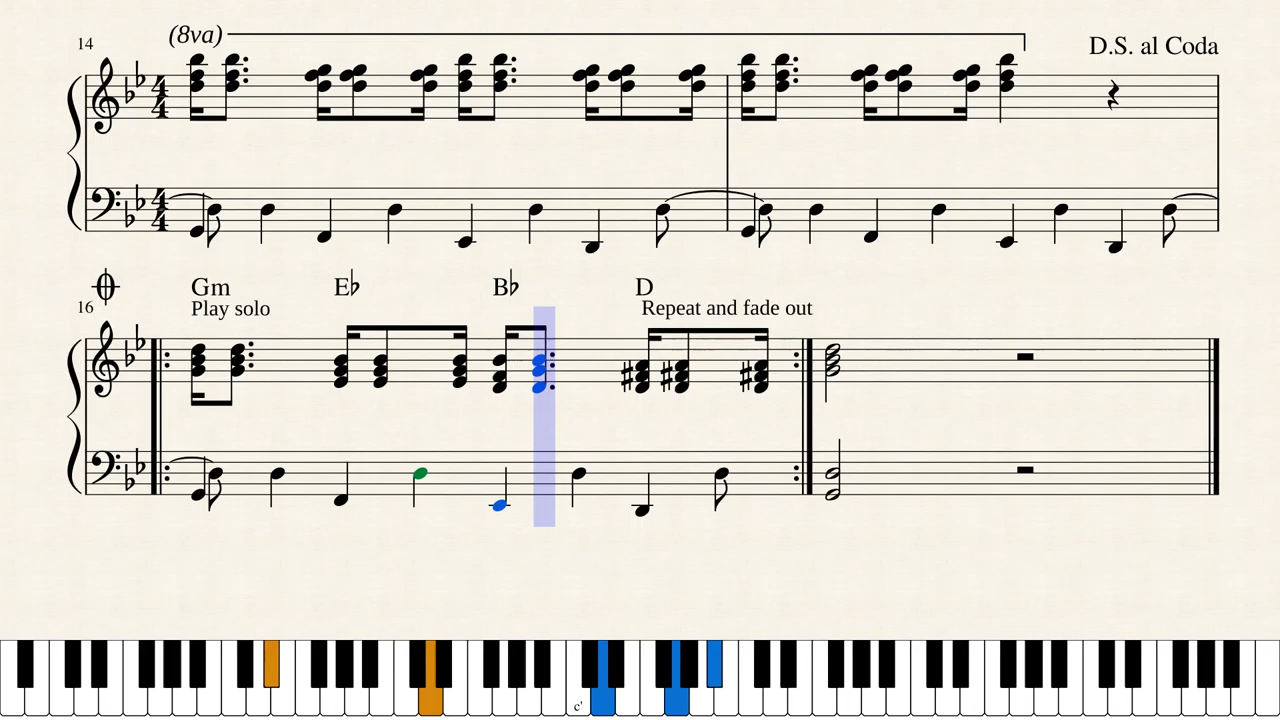 (8va)
14
D.S. al Coda
Gm E♭ B♭ D
16
Play solo Repeat and fade out
c'